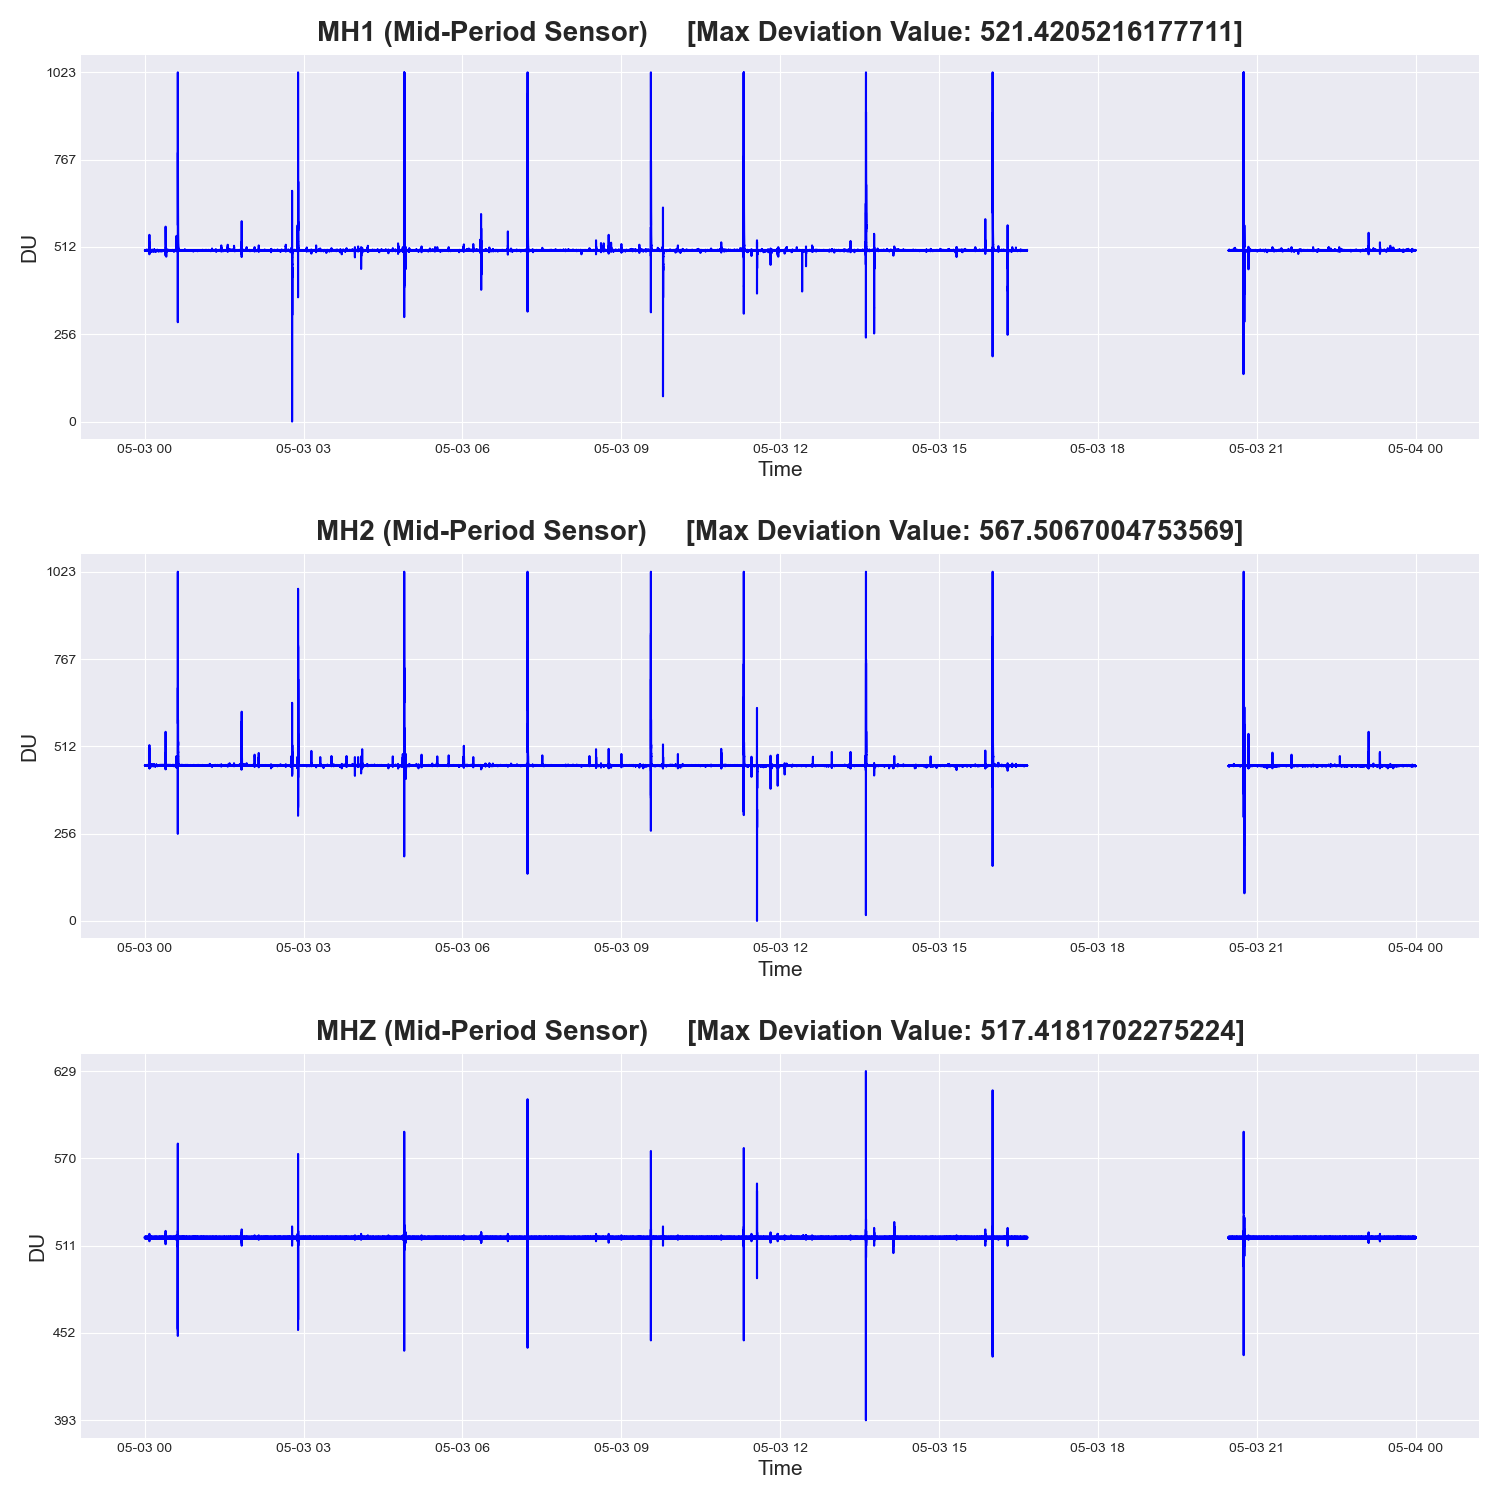 MH1 (Mid-Period Sensor) [Max Deviation Value: 521.4205216177711]
1023
767
512
256
0
DU
05-03 00 05-03 03 05-03 06 05-03 09 05-03 12 05-03 15 05-03 18 05-03 21 05-04 00
Time
MH2 (Mid-Period Sensor) [Max Deviation Value: 567.5067004753569]
1023
767
512
256
0
DU
05-03 00 05-03 03 05-03 06 05-03 09 05-03 12 05-03 15 05-03 18 05-03 21 05-04 00
Time
MHZ (Mid-Period Sensor) [Max Deviation Value: 517.4181702275224]
629
570
511
452
393
DU
05-03 00 05-03 03 05-03 06 05-03 09 05-03 12 05-03 15 05-03 18 05-03 21 05-04 00
Time